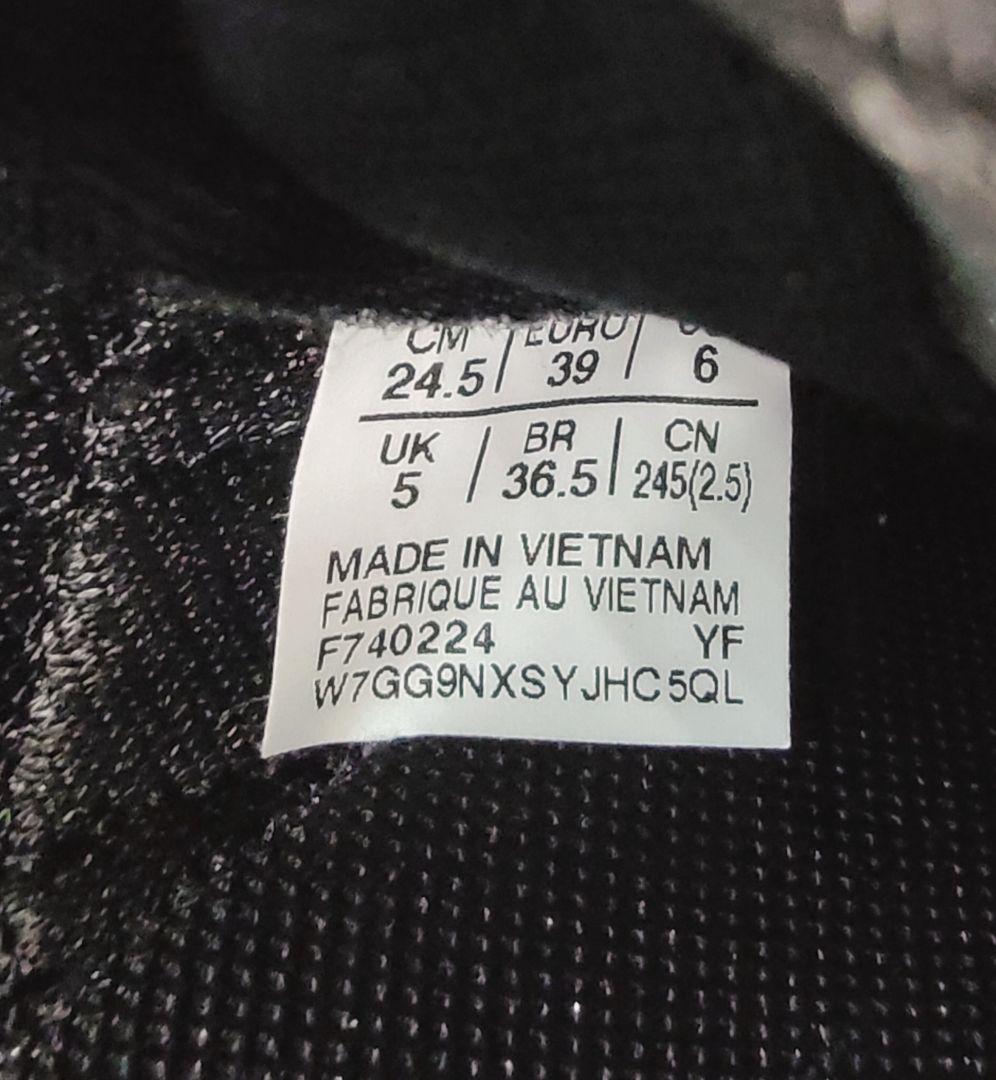 CM / EURO /
24.5 39 6
UK / BR / CN
5 36.5 245(2.5)
MADE IN VIETNAM
FABRIQUE AU VIETNAM
F740224 YF
W7GG9NXSYJHC5QL